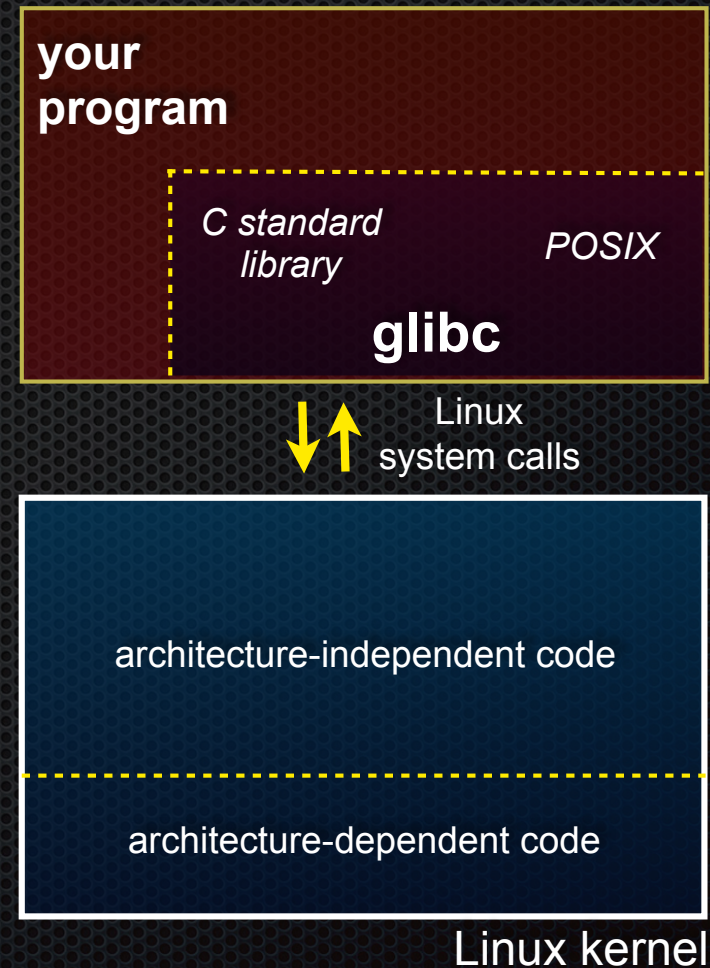 your
program
C standard
library
POSIX
glibc
Linux
system calls
architecture-independent code
architecture-dependent code
Linux kernel